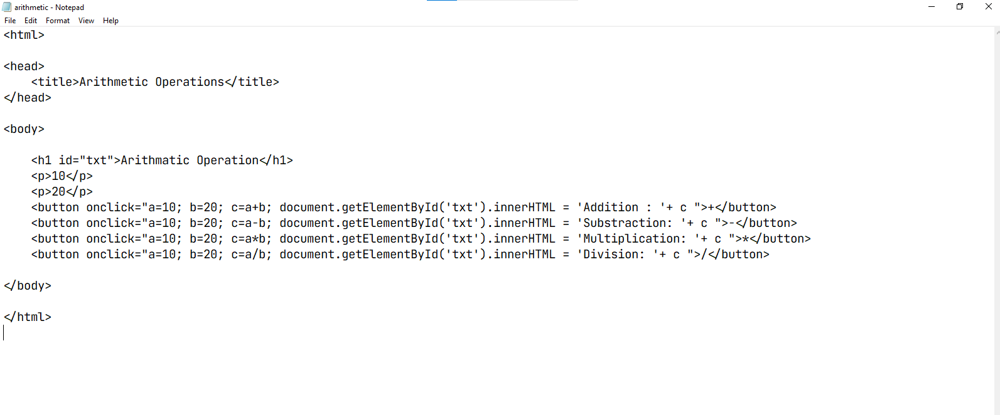 arithmetic - Notepad
File Edit Format View Help
<html>
<head>
<title>Arithmetic Operations</title>
</head>
<body>
<h1 id="txt">Arithmatic Operation</h1>
<p>10</p>
<p>20</p>
<button onclick="a=10; b=20; c=a+b; document.getElementById('txt').innerHTML = 'Addition : '+ c ">+</button>
<button onclick="a=10; b=20; c=a-b; document.getElementById('txt').innerHTML = 'Substraction: '+ c ">-</button>
<button onclick="a=10; b=20; c=a*b; document.getElementById('txt').innerHTML = 'Multiplication: '+ c ">*</button>
<button onclick="a=10; b=20; c=a/b; document.getElementById('txt').innerHTML = 'Division: '+ c ">/</button>
</body>
</html>